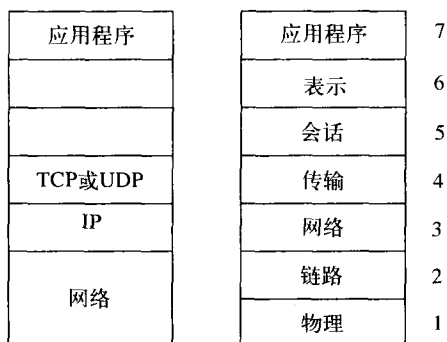 应用程序
TCP或UDP
IP
网络
应用程序 7
表示 6
会话 5
传输 4
网络 3
链路 2
物理 1